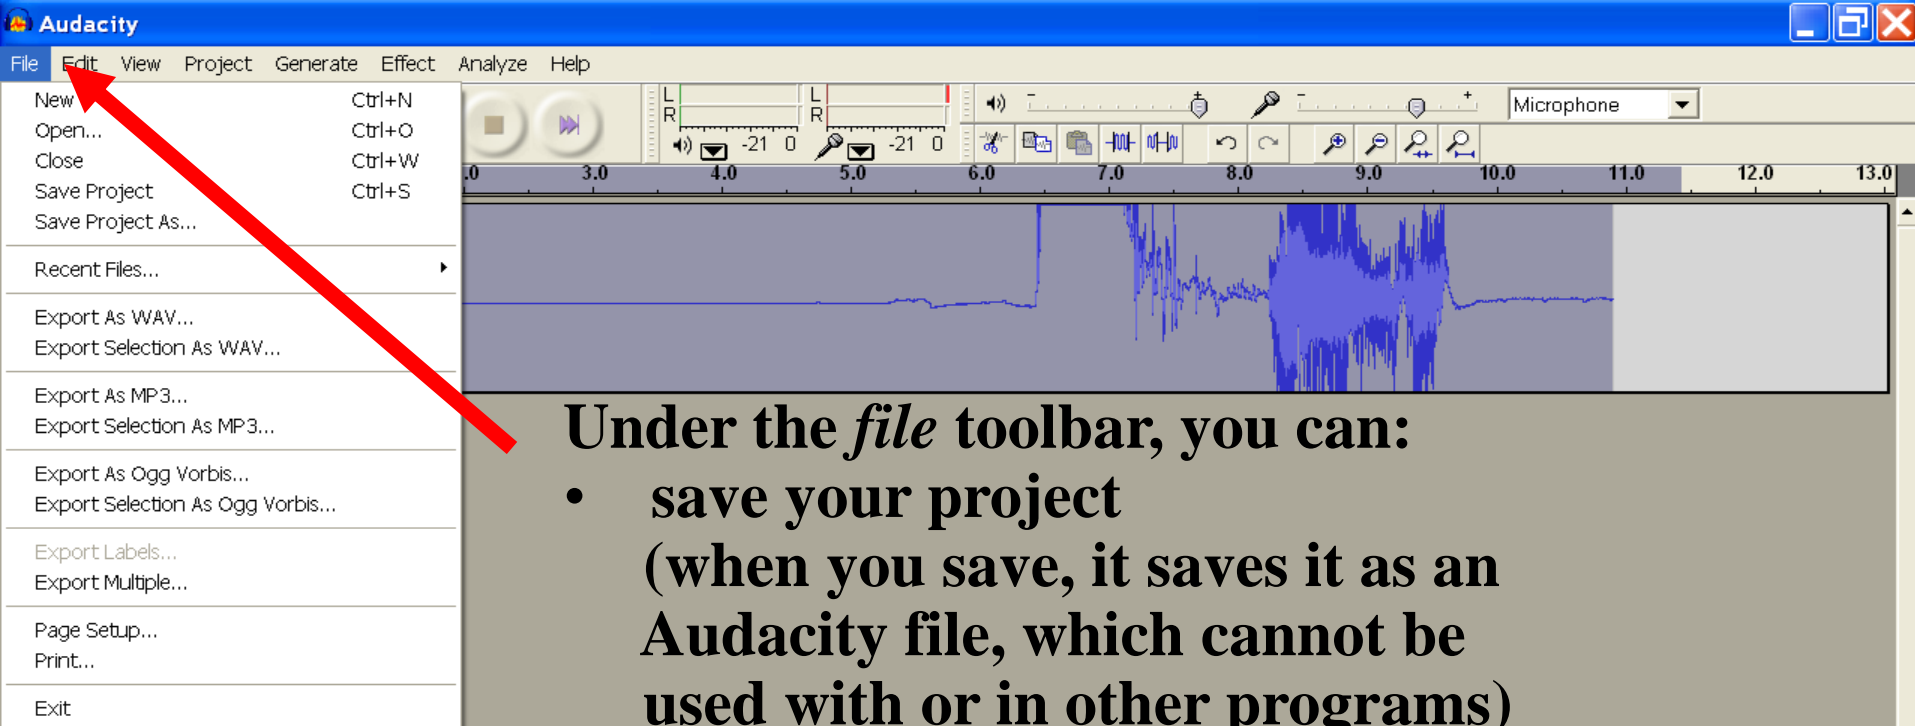 Audacity
File Edit View Project Generate Effect Analyze Help
New Ctrl+N
Open... Ctrl+O
Close Ctrl+W
Save Project Ctrl+S
Save Project As...
Recent Files...
Export As WAV...
Export Selection As WAV...
Export As MP3...
Export Selection As MP3...
Export As Ogg Vorbis...
Export Selection As Ogg Vorbis...
Export Labels...
Export Multiple...
Page Setup...
Print...
Exit
L L
R R
-21 0 -21 0
- + - +
Microphone
.0 3.0 4.0 5.0 6.0 7.0 8.0 9.0 10.0 11.0 12.0 13.0
Under the file toolbar, you can:
• save your project
(when you save, it saves it as an
Audacity file, which cannot be
used with or in other programs)